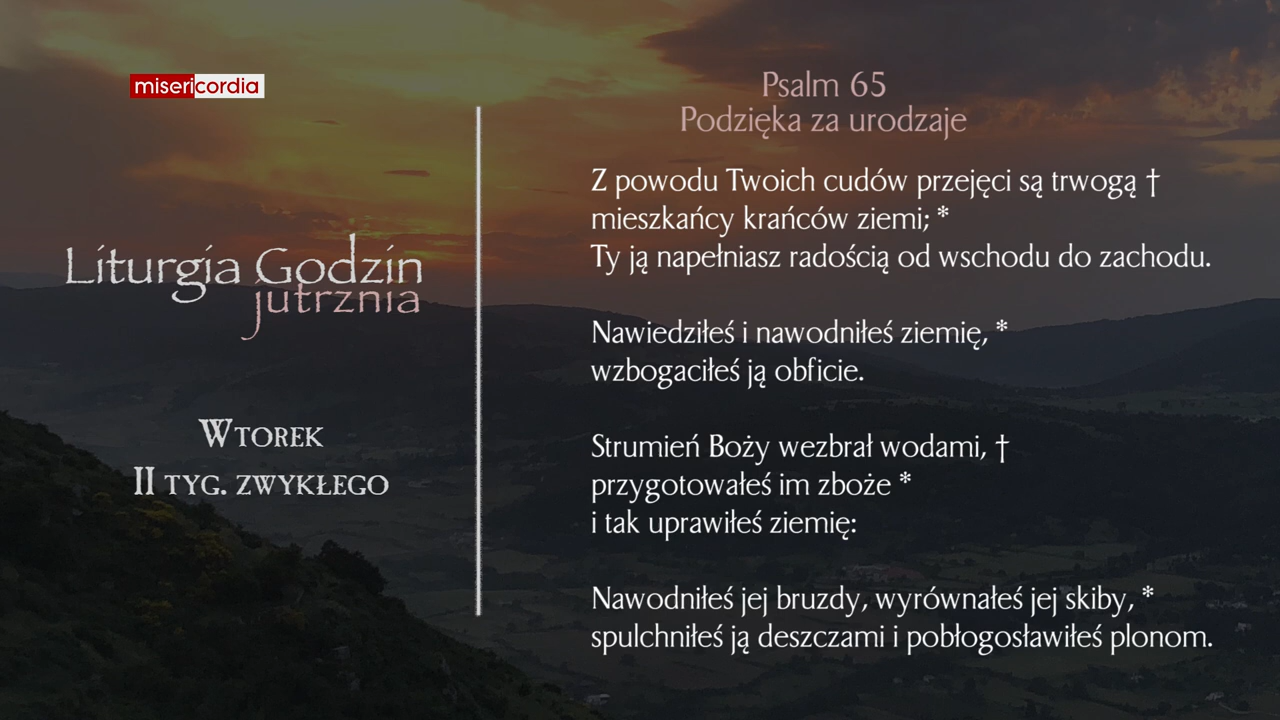 misericordia
Liturgia Godzin
jutrznia
Wtorek
II tyg. zwykłego
Psalm 65
Podzięka za urodzaje
Z powodu Twoich cudów przejęci są trwogą †
mieszkańcy krańców ziemi; *
Ty ją napełniasz radością od wschodu do zachodu.
Nawiedziłeś i nawodniłeś ziemię, *
wzbogaciłeś ją obficie.
Strumień Boży wezbrał wodami, †
przygotowałeś im zboże *
i tak uprawiłeś ziemię:
Nawodniłeś jej bruzdy, wyrównałeś jej skiby, *
spulchniłeś ją deszczami i pobłogosławiłeś plonom.